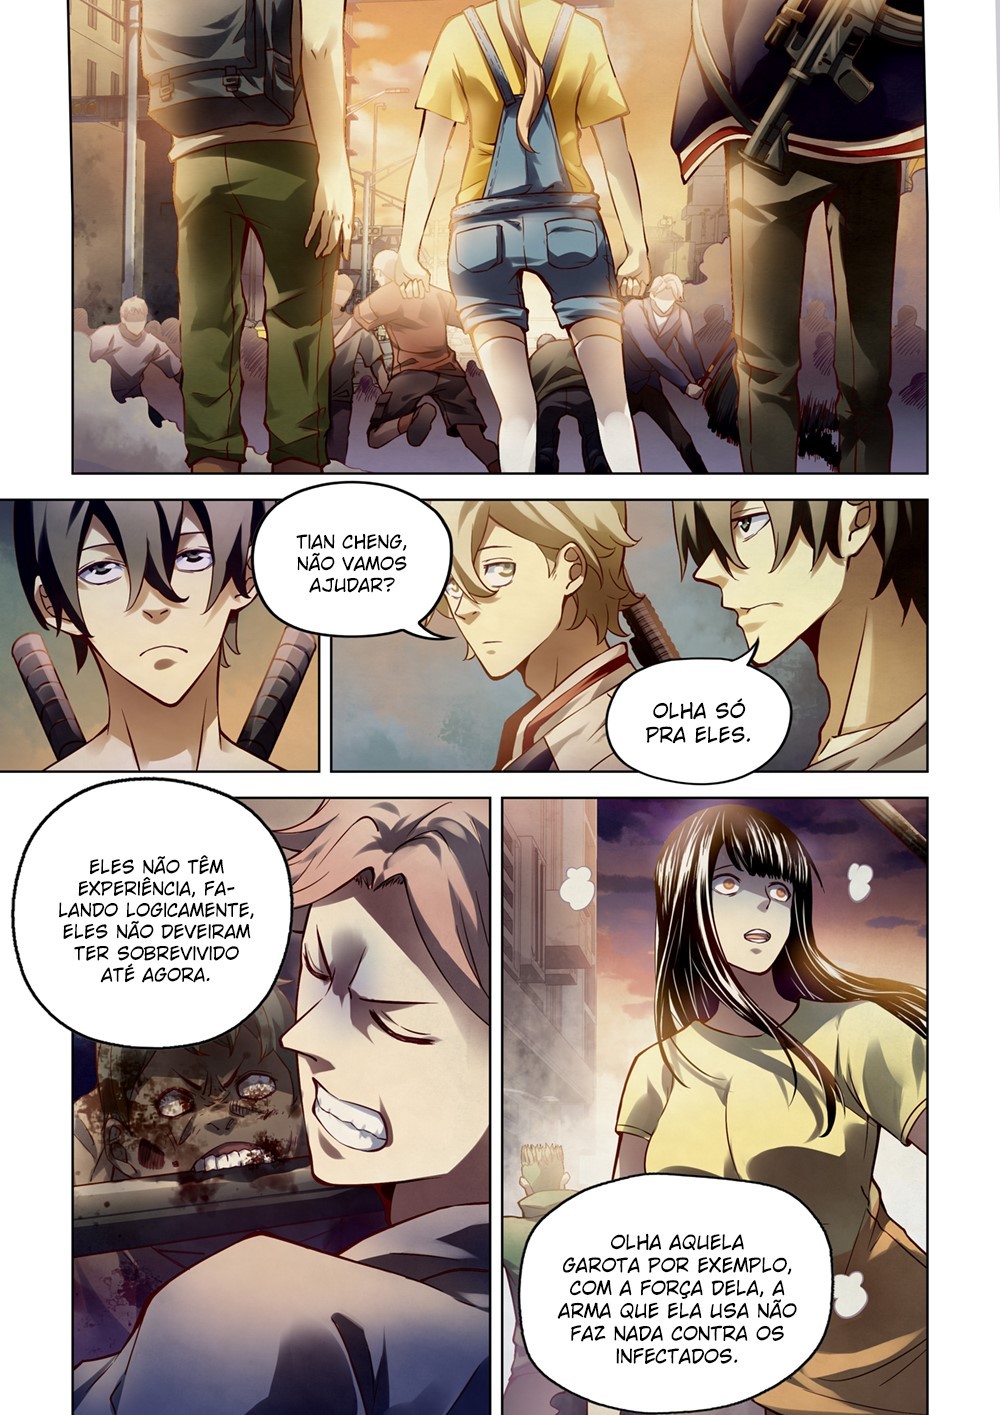 TIAN CHENG,
NÃO VAMOS
AJUDAR?
OLHA SÓ
PRA ELES.
ELES NÃO TÊM
EXPERIÊNCIA, FA-
LANDO LOGICAMENTE,
ELES NÃO DEVEIRAM
TER SOBREVIVIDO
ATÉ AGORA.
OLHA AQUELA
GAROTA POR EXEMPLO,
COM A FORÇA DELA, A
ARMA QUE ELA USA NÃO
FAZ NADA CONTRA OS
INFECTADOS.